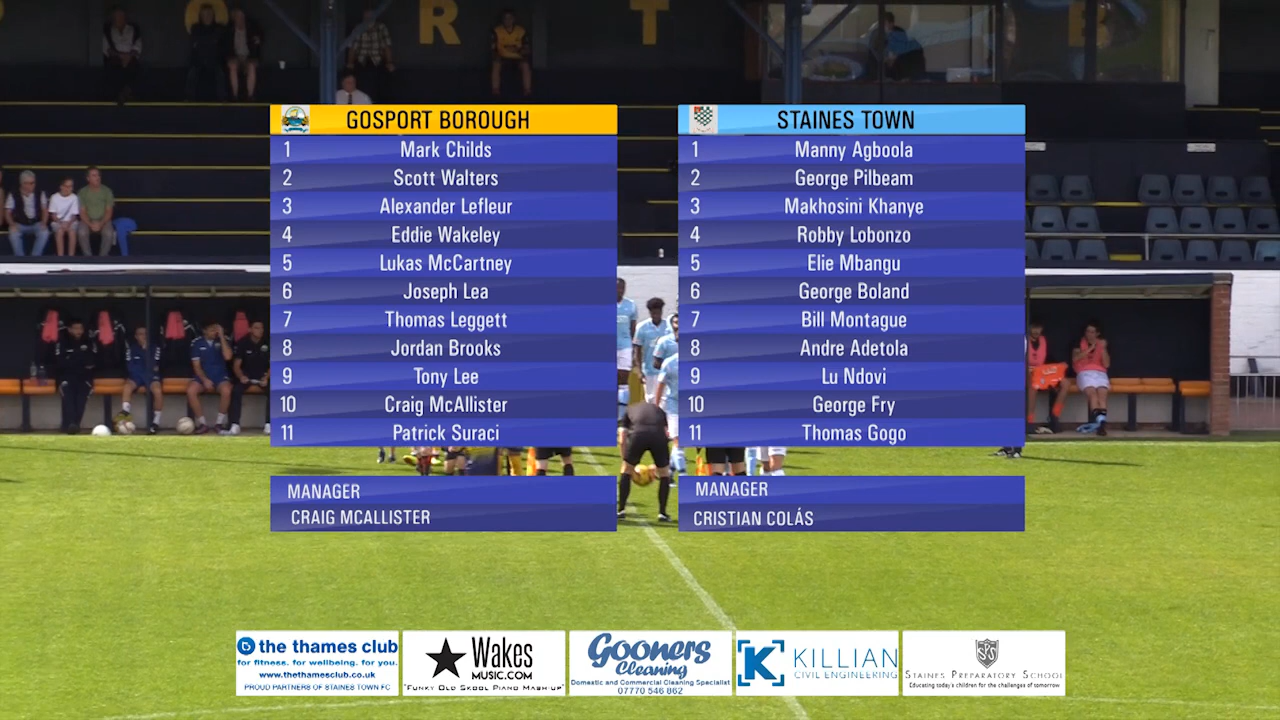 O R T B
GOSPORT BOROUGH
1 Mark Childs
2 Scott Walters
3 Alexander Lefleur
4 Eddie Wakeley
5 Lukas McCartney
6 Joseph Lea
7 Thomas Leggett
8 Jordan Brooks
9 Tony Lee
10 Craig McAllister
11 Patrick Suraci
MANAGER
CRAIG MCALLISTER
STAINES TOWN
1 Manny Agboola
2 George Pilbeam
3 Makhosini Khanye
4 Robby Lobonzo
5 Elie Mbangu
6 George Boland
7 Bill Montague
8 Andre Adetola
9 Lu Ndovi
10 George Fry
11 Thomas Gogo
MANAGER
CRISTIAN COLÁS
the thames club
for fitness. for wellbeing. for you.
www.thethamesclub.co.uk
PROUD PARTNERS OF STAINES TOWN FC
Wakes
MUSIC.COM
"Funky Old Skool Piano Mash-up"
Gooners
Cleaning
Domestic and Commercial Cleaning Specialist
07770 546 862
K KILLIAN
CIVIL ENGINEERING
SPS
STAINES PREPARATORY SCHOOL
Educating today's children for the challenges of tomorrow